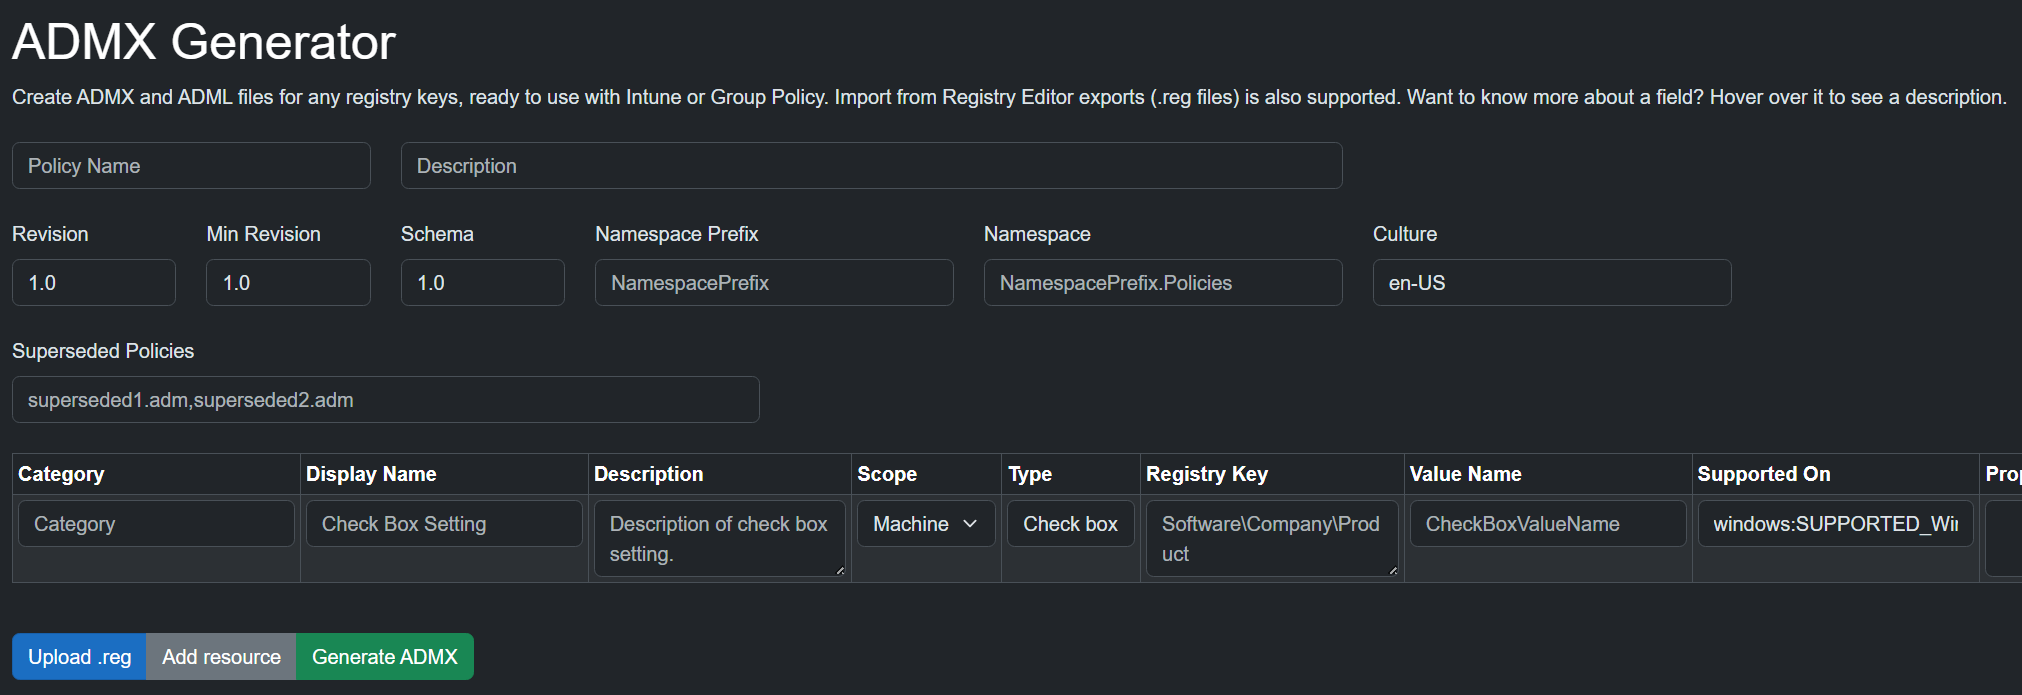 ADMX Generator
Create ADMX and ADML files for any registry keys, ready to use with Intune or Group Policy. Import from Registry Editor exports (.reg files) is also supported. Want to know more about a field? Hover over it to see a description.
Policy Name Description
Revision Min Revision Schema Namespace Prefix Namespace Culture
1.0 1.0 1.0 NamespacePrefix NamespacePrefix.Policies en-US
Superseded Policies
superseded1.adm,superseded2.adm
Category Display Name Description Scope Type Registry Key Value Name Supported On Prop
Category Check Box Setting Description of check box Machine Check box Software\Company\Prod CheckBoxValueName windows:SUPPORTED_Wi
setting. uct
Upload .reg Add resource Generate ADMX